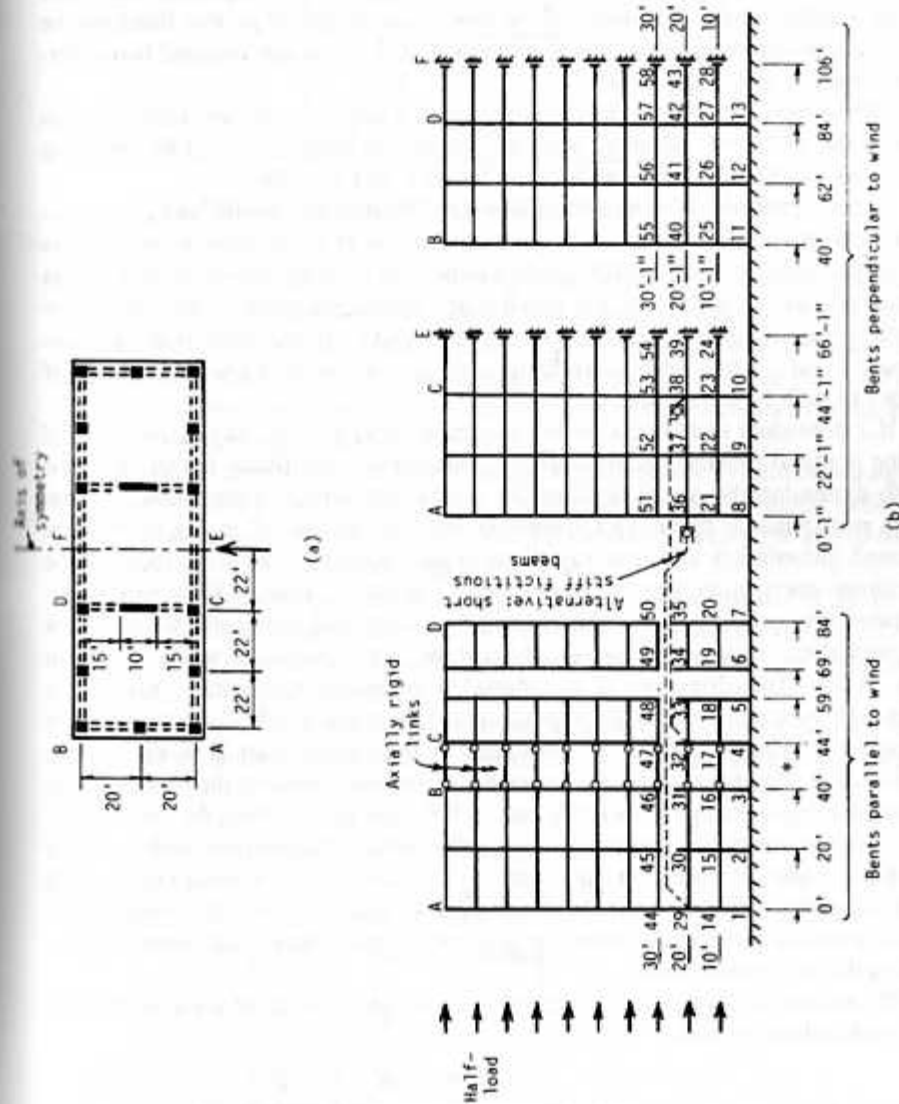 Axis of
symmetry
B D F
20' 15'
10'
20' 15'
22' 22' 22'
A C E
(a)
Half-
load
Axially rigid
links
Alternative: short
stiff fictitious
beams
A B C D A C E B D F
30' 44 45 46 47 48 49 50 51 52 53 54 30'-1" 55 56 57 58 30'
20' 29 30 31 32 34 35 36 37 38 39 20'-1" 40 41 42 43 20'
10' 14 15 16 17 18 19 20 21 22 23 24 10'-1" 25 26 27 28 10'
1 2 3 4 5 6 7 8 9 10 11 12 13
*
0' 20' 40' 44' 59' 69' 84' 0'-1" 22'-1" 44'-1" 66'-1" 40' 62' 84' 106'
Bents parallel to wind Bents perpendicular to wind
(b)